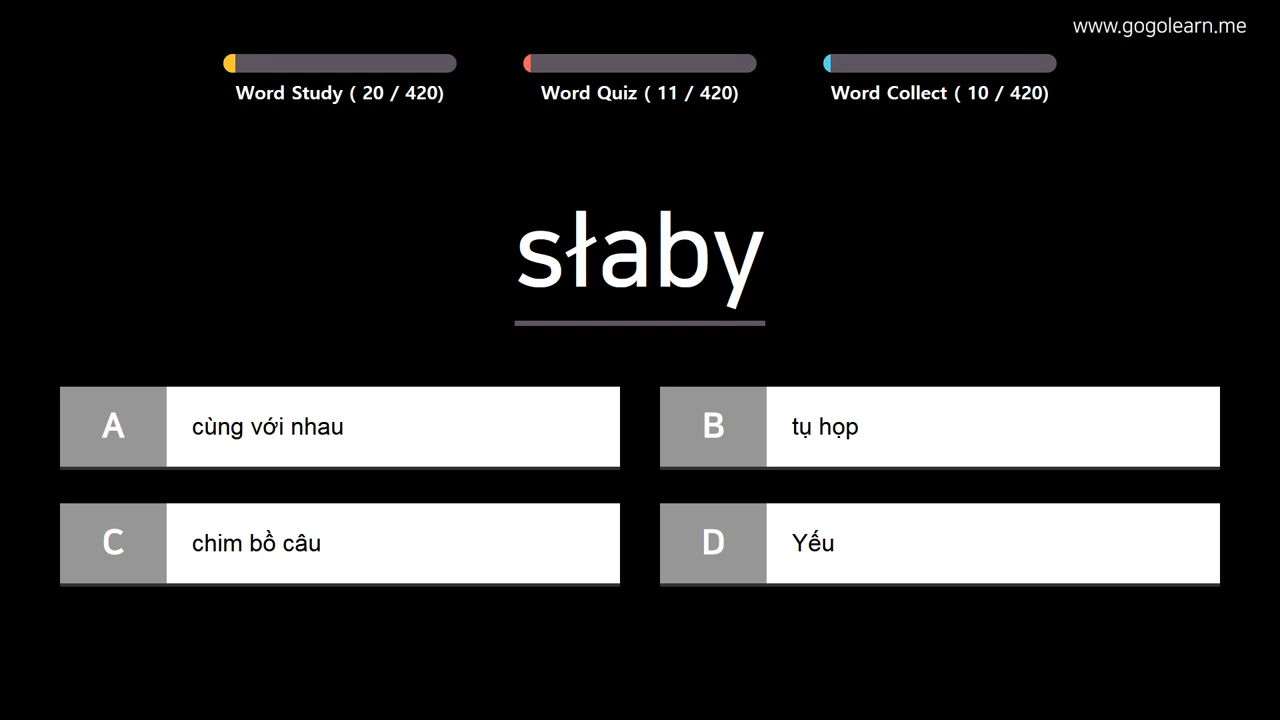 www.gogolearn.me
Word Study ( 20 / 420)
Word Quiz ( 11 / 420)
Word Collect ( 10 / 420)
słaby
A
cùng với nhau
B
tụ họp
C
chim bồ câu
D
Yếu